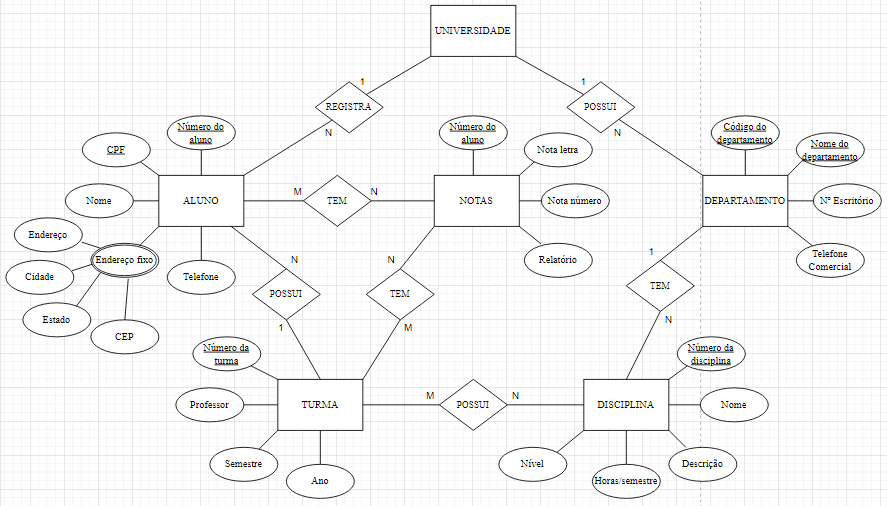 UNIVERSIDADE
1
1
REGISTRA
POSSUI
N
N
Número do
aluno
CPF
Número do
aluno
Nota letra
Código do
departamento
Nome do
departamento
Nome
ALUNO
M
TEM
N
NOTAS
Nota número
DEPARTAMENTO
Nº Escritório
Endereço
Endereço fixo
Cidade
Telefone
Relatório
Telefone
Comercial
Estado
CEP
N
POSSUI
1
N
TEM
M
1
TEM
N
Número da
turma
Número da
disciplina
Professor
TURMA
M
POSSUI
N
DISCIPLINA
Nome
Semestre
Ano
Nível
Horas/semestre
Descrição